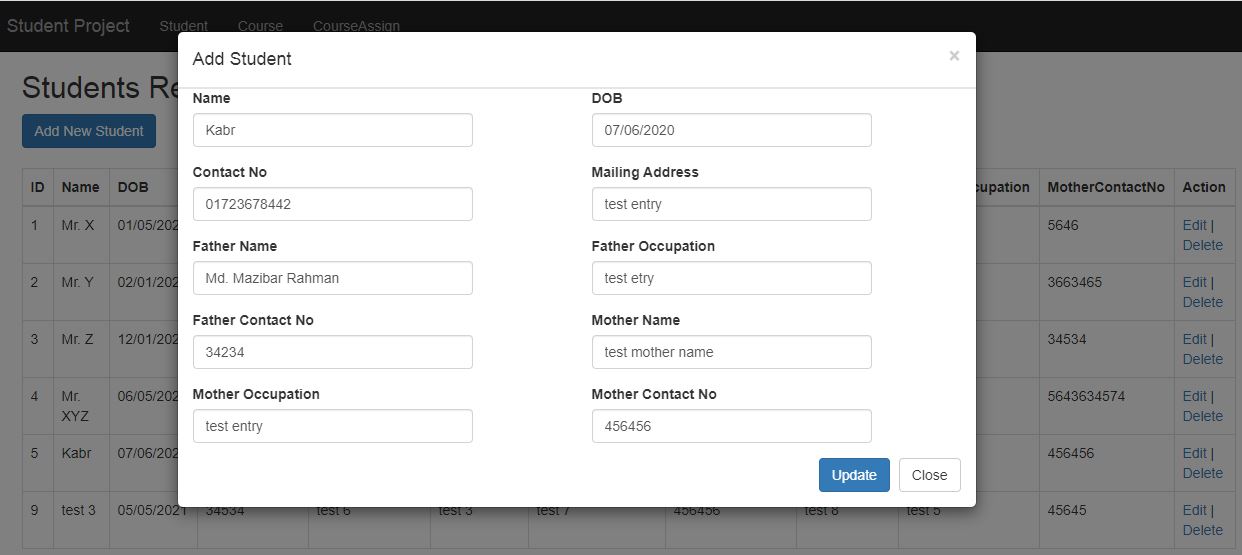 Student Project Student Course CourseAssign
Add Student ×
Students Re
Name DOB
Kabr 07/06/2020
Add New Student
Contact No Mailing Address
ID Name DOB cupation MotherContactNo Action
01723678442 test entry
1 Mr. X 01/05/202 5646 Edit |
Delete
Father Name Father Occupation
Md. Mazibar Rahman test etry
2 Mr. Y 02/01/202 3663465 Edit |
Delete
Father Contact No Mother Name
3 Mr. Z 12/01/202 34534 Edit |
34234 test mother name
Delete
Mother Occupation Mother Contact No
4 Mr. 06/05/202 5643634574 Edit |
XYZ Delete
test entry 456456
5 Kabr 07/06/202 456456 Edit |
Delete
Update Close
9 test 3 05/05/2021 34534 test 6 test 3 test 7 456456 test 8 test 5 45645 Edit |
Delete